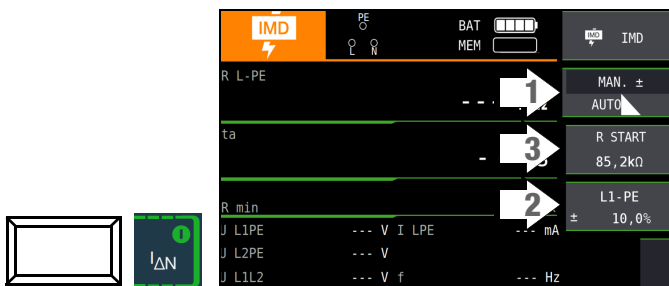 IMD
PE
L N
BAT
MEM
IMD
R L-PE
---
1
MAN. ±
AUTO
ta
-
3
R START
85,2kΩ
R min
2
L1-PE
± 10,0%
U L1PE --- V I LPE --- mA
U L2PE --- V
U L1L2 --- V f --- Hz
I
IΔN